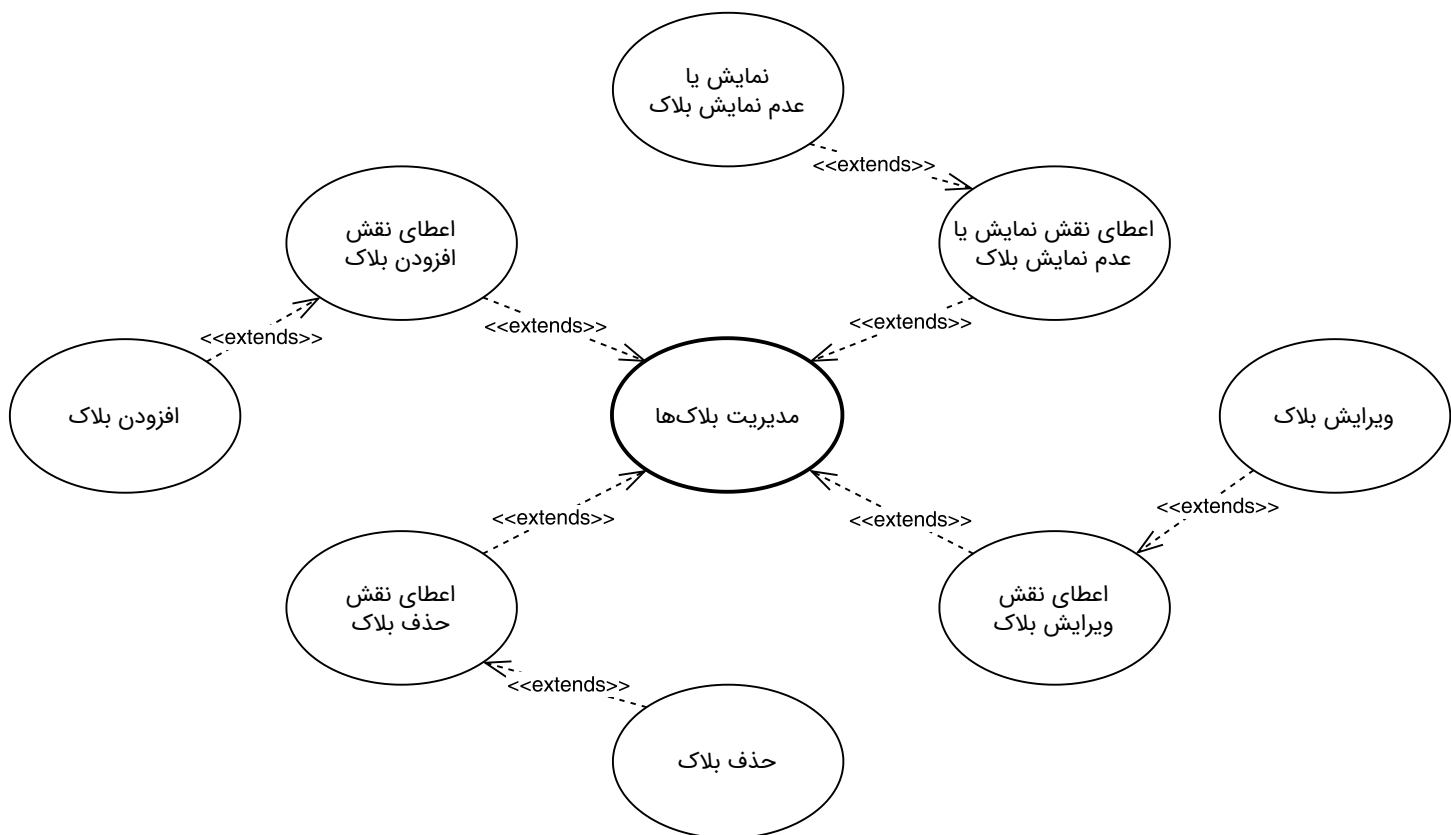 نمایش یا
عدم نمایش بلاک
<<extends>>
اعطای نقش
افزودن بلاک
اعطای نقش نمایش یا
عدم نمایش بلاک
<<extends>>
<<extends>>
<<extends>>
افزودن بلاک
مدیریت بلاک‌ها
ویرایش بلاک
<<extends>>
<<extends>>
<<extends>>
اعطای نقش
حذف بلاک
اعطای نقش
ویرایش بلاک
<<extends>>
حذف بلاک